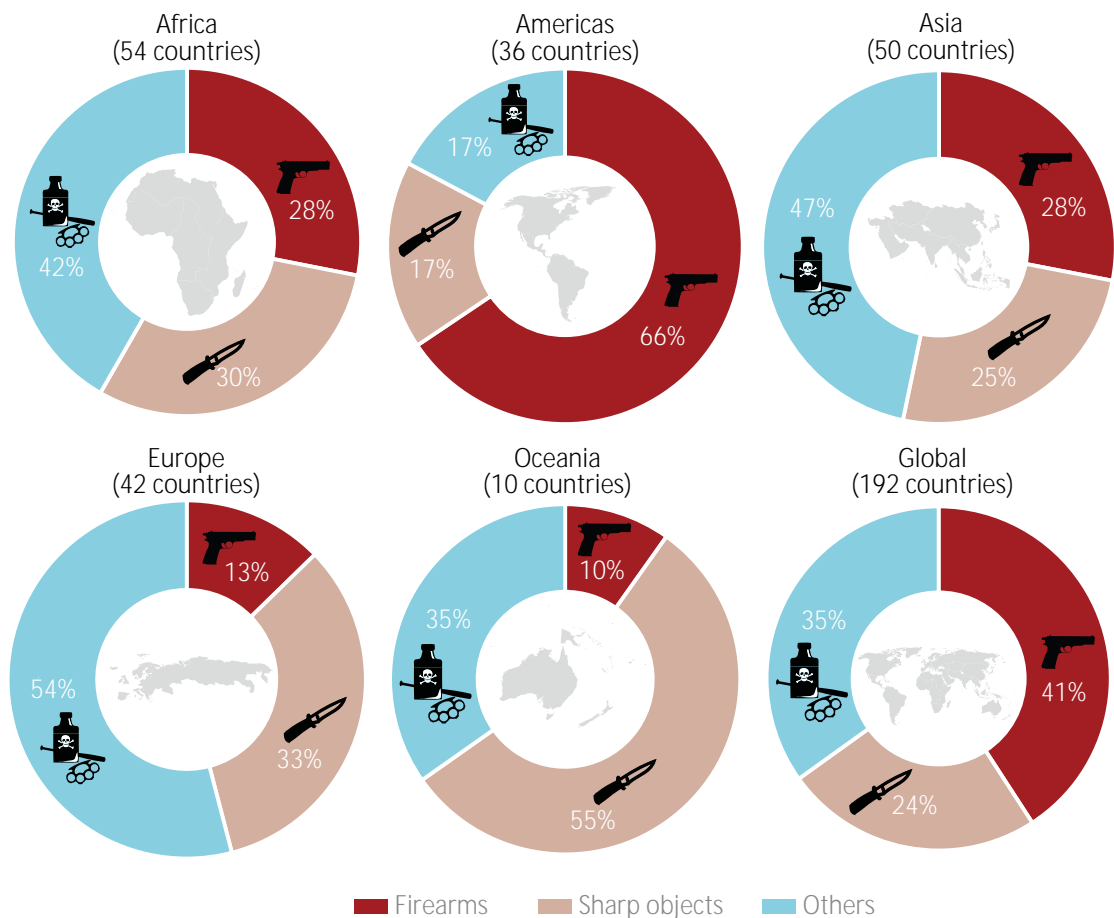 Africa
(54 countries)
28%
30%
42%
Americas
(36 countries)
66%
17%
17%
Asia
(50 countries)
28%
25%
47%
Europe
(42 countries)
13%
33%
54%
Oceania
(10 countries)
10%
55%
35%
Global
(192 countries)
41%
24%
35%
Firearms
Sharp objects
Others